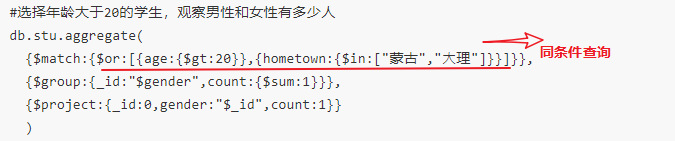 #选择年龄大于20的学生，观察男性和女性有多少人
db.stu.aggregate(
{$match:{$or:[{age:{$gt:20}},{hometown:{$in:["蒙古","大理"]}}]}},
同条件查询
{$group:{_id:"$gender",count:{$sum:1}}},
{$project:{_id:0,gender:"$_id",count:1}}
)